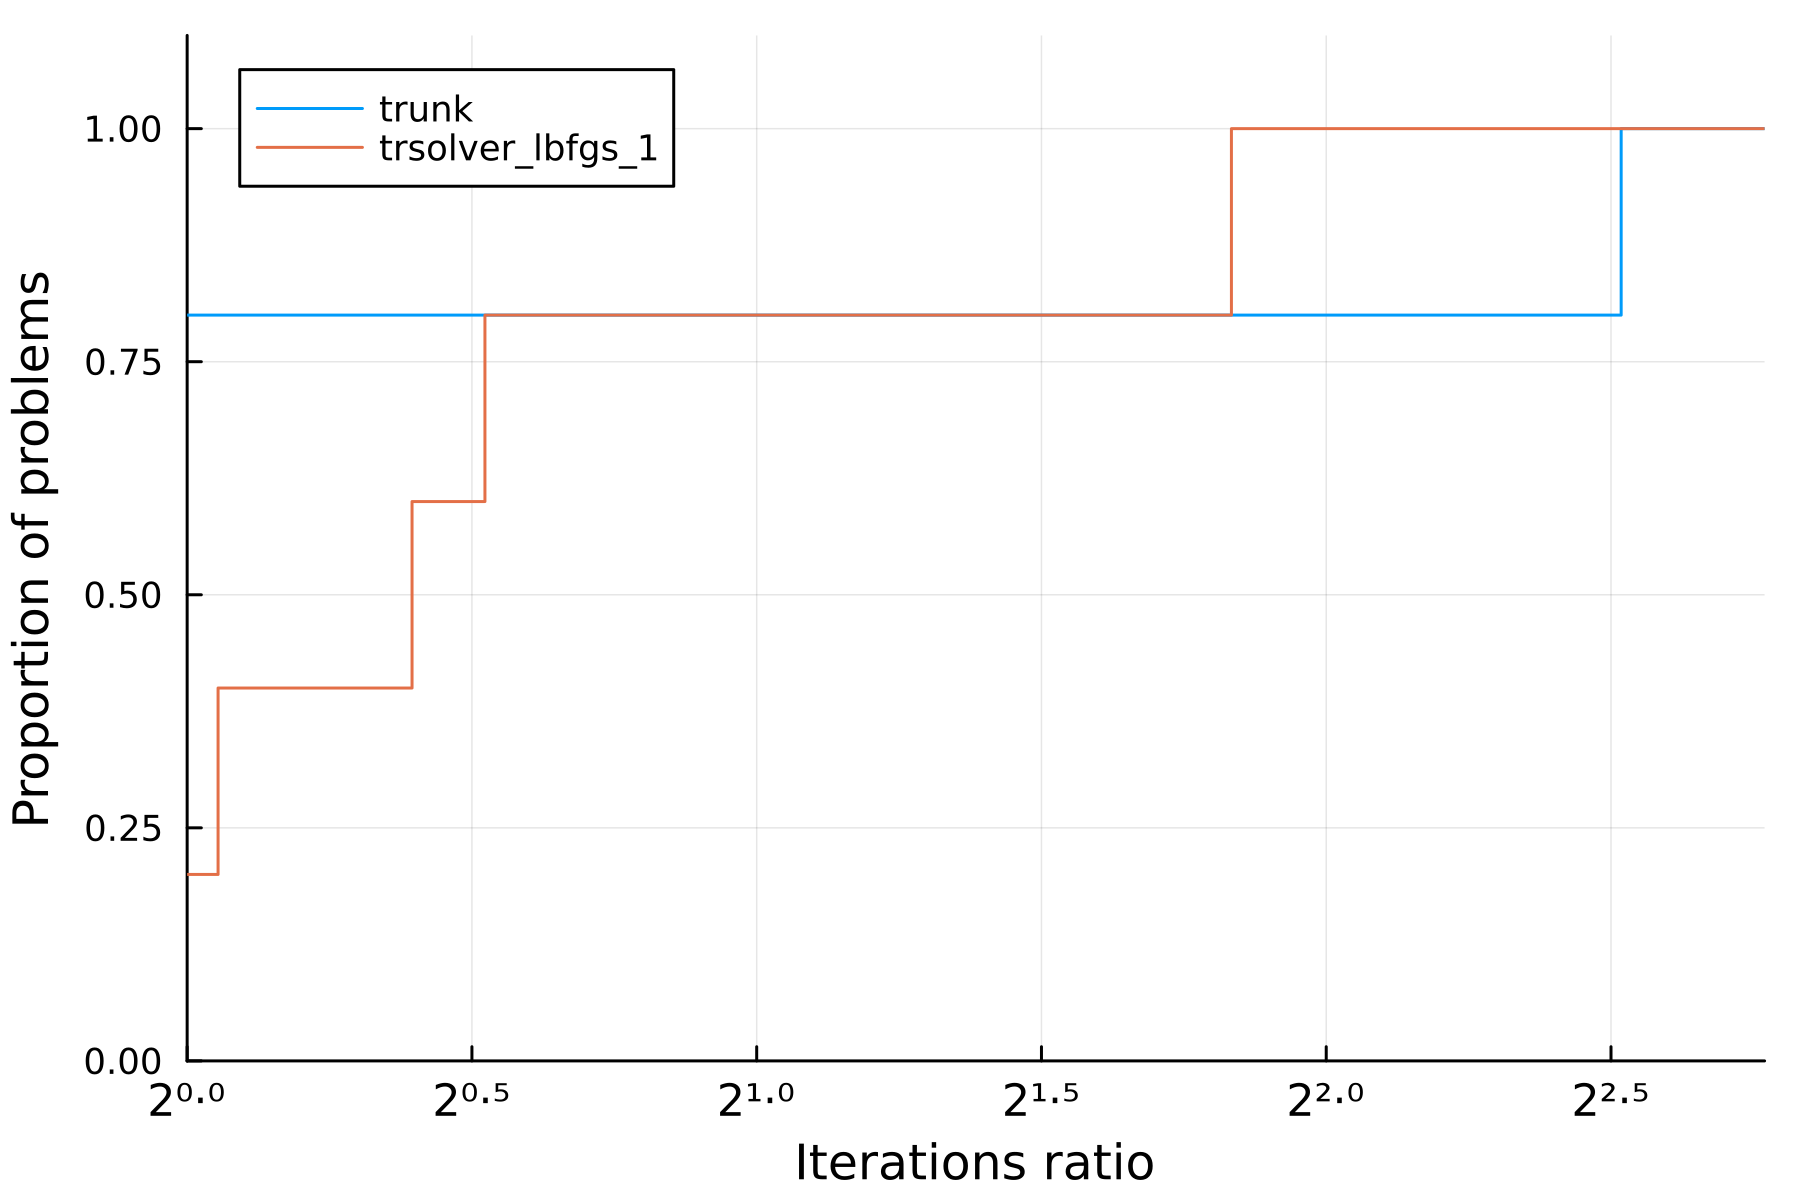 trunk
trsolver_lbfgs_1
1.00
0.75
0.50
0.25
0.00
2⁰·⁰ 2⁰·⁵ 2¹·⁰ 2¹·⁵ 2²·⁰ 2²·⁵
Iterations ratio
Proportion of problems